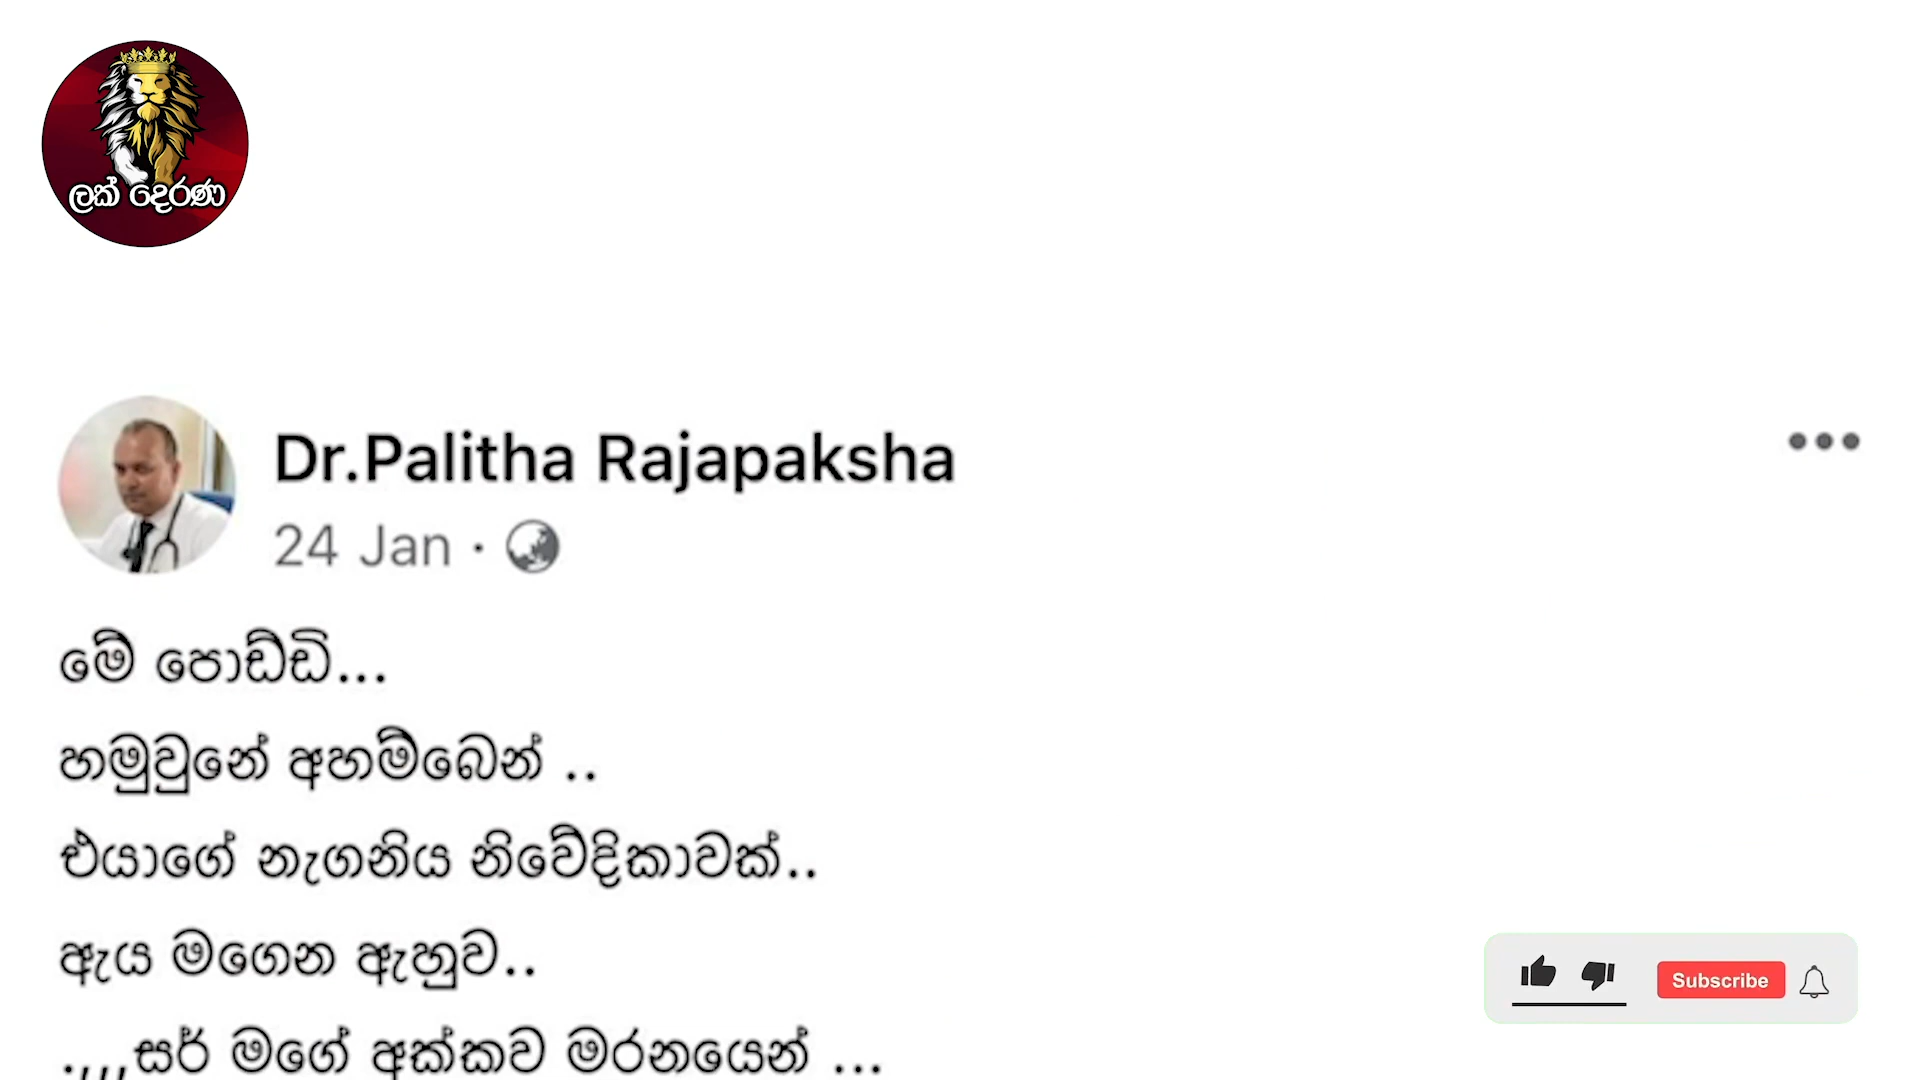 ලක් දෙරණ
Dr.Palitha Rajapaksha
24 Jan ·
මේ පොඩ්ඩි...
හමුවුනේ අහම්බෙන් ..
එයාගේ නැගනිය නිවේදිකාවක්..
ඇය මගෙන ඇහුව..
.,,,සර් මගේ අක්කව මරනයෙන් ...
Subscribe